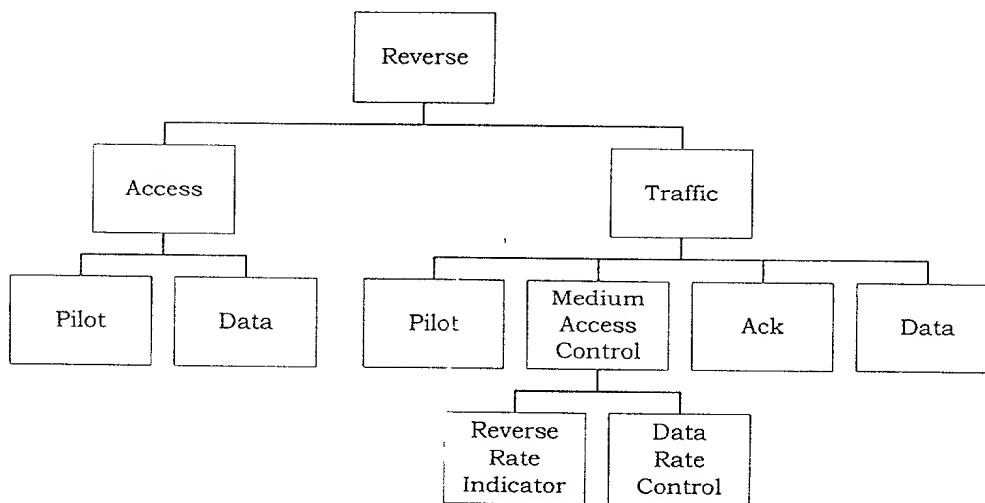 Reverse
Access
Traffic
Pilot
Data
Pilot
Medium
Access
Control
Ack
Data
Reverse
Rate
Indicator
Data
Rate
Control